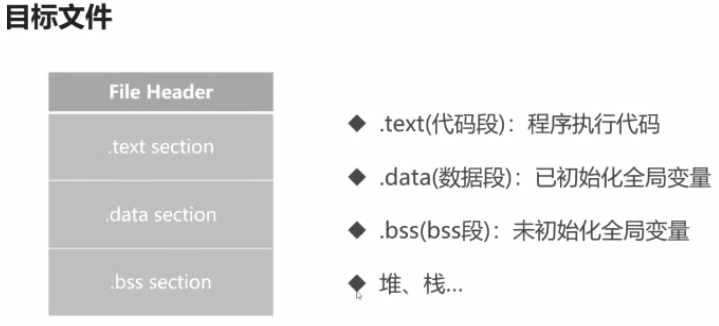 目标文件
File Header
.text section
.data section
.bss section
◆ .text(代码段)：程序执行代码
◆ .data(数据段)：已初始化全局变量
◆ .bss(bss段)：未初始化全局变量
◆ 堆、栈...